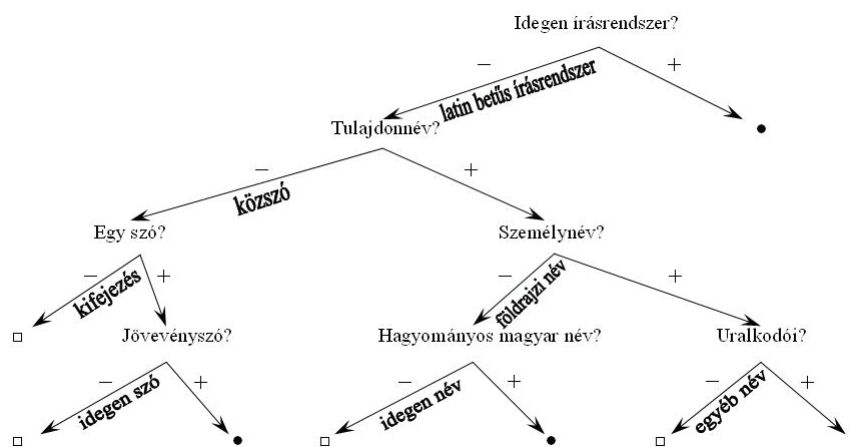 Idegen írásrendszer?
− +
latin betűs írásrendszer
Tulajdonnév?
− +
közszó
Egy szó? Személynév?
− + − +
kifejezés földrajzi név
Jövevényszó? Hagyományos magyar név? Uralkodói?
− + − + − +
idegen szó idegen név egyéb név